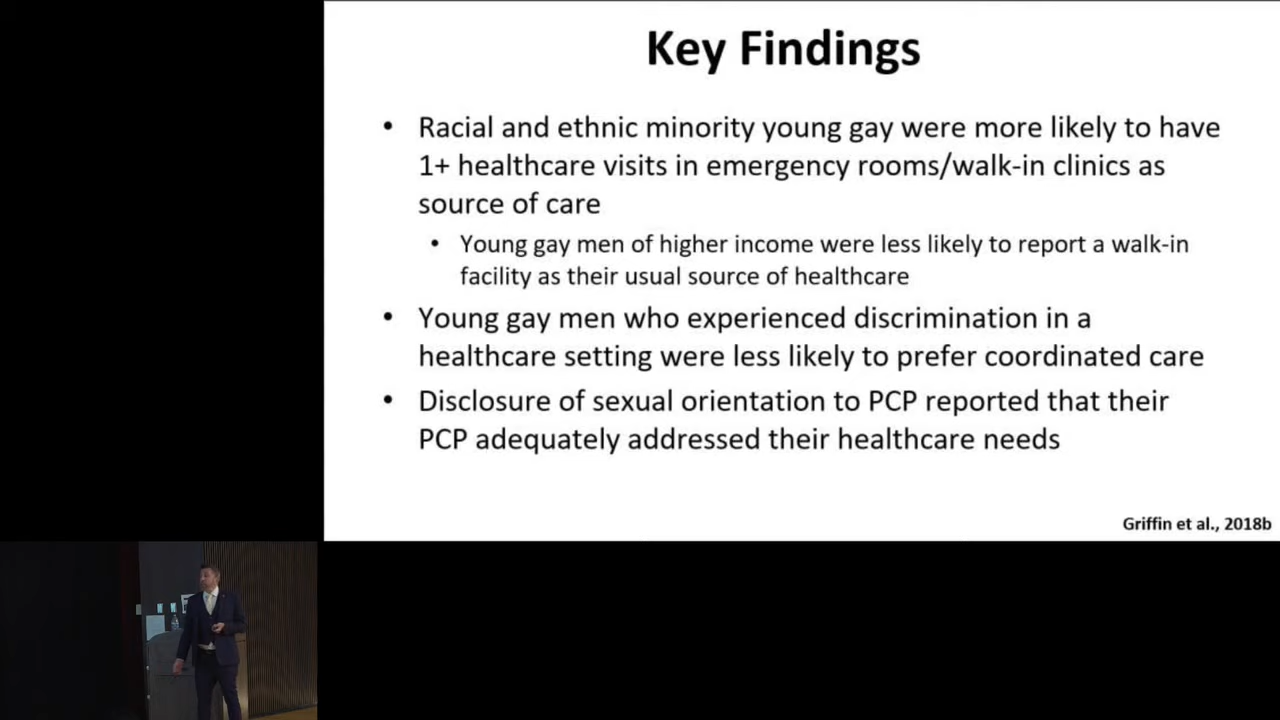 Key Findings
• Racial and ethnic minority young gay were more likely to have
1+ healthcare visits in emergency rooms/walk-in clinics as
source of care
• Young gay men of higher income were less likely to report a walk-in
facility as their usual source of healthcare
• Young gay men who experienced discrimination in a
healthcare setting were less likely to prefer coordinated care
• Disclosure of sexual orientation to PCP reported that their
PCP adequately addressed their healthcare needs
Griffin et al., 2018b